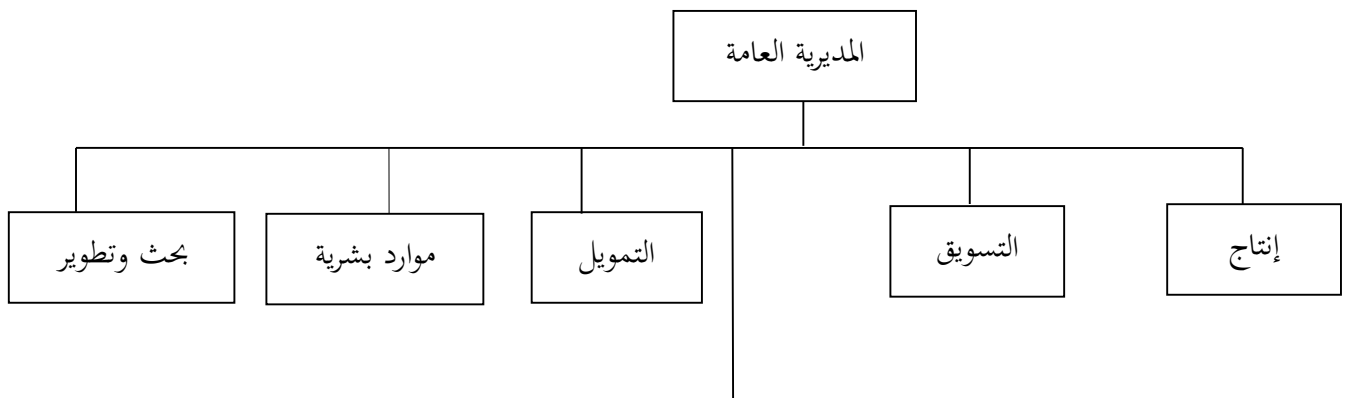 المديرية العامة
إنتاج
التسويق
التمويل
موارد بشرية
بحث وتطوير